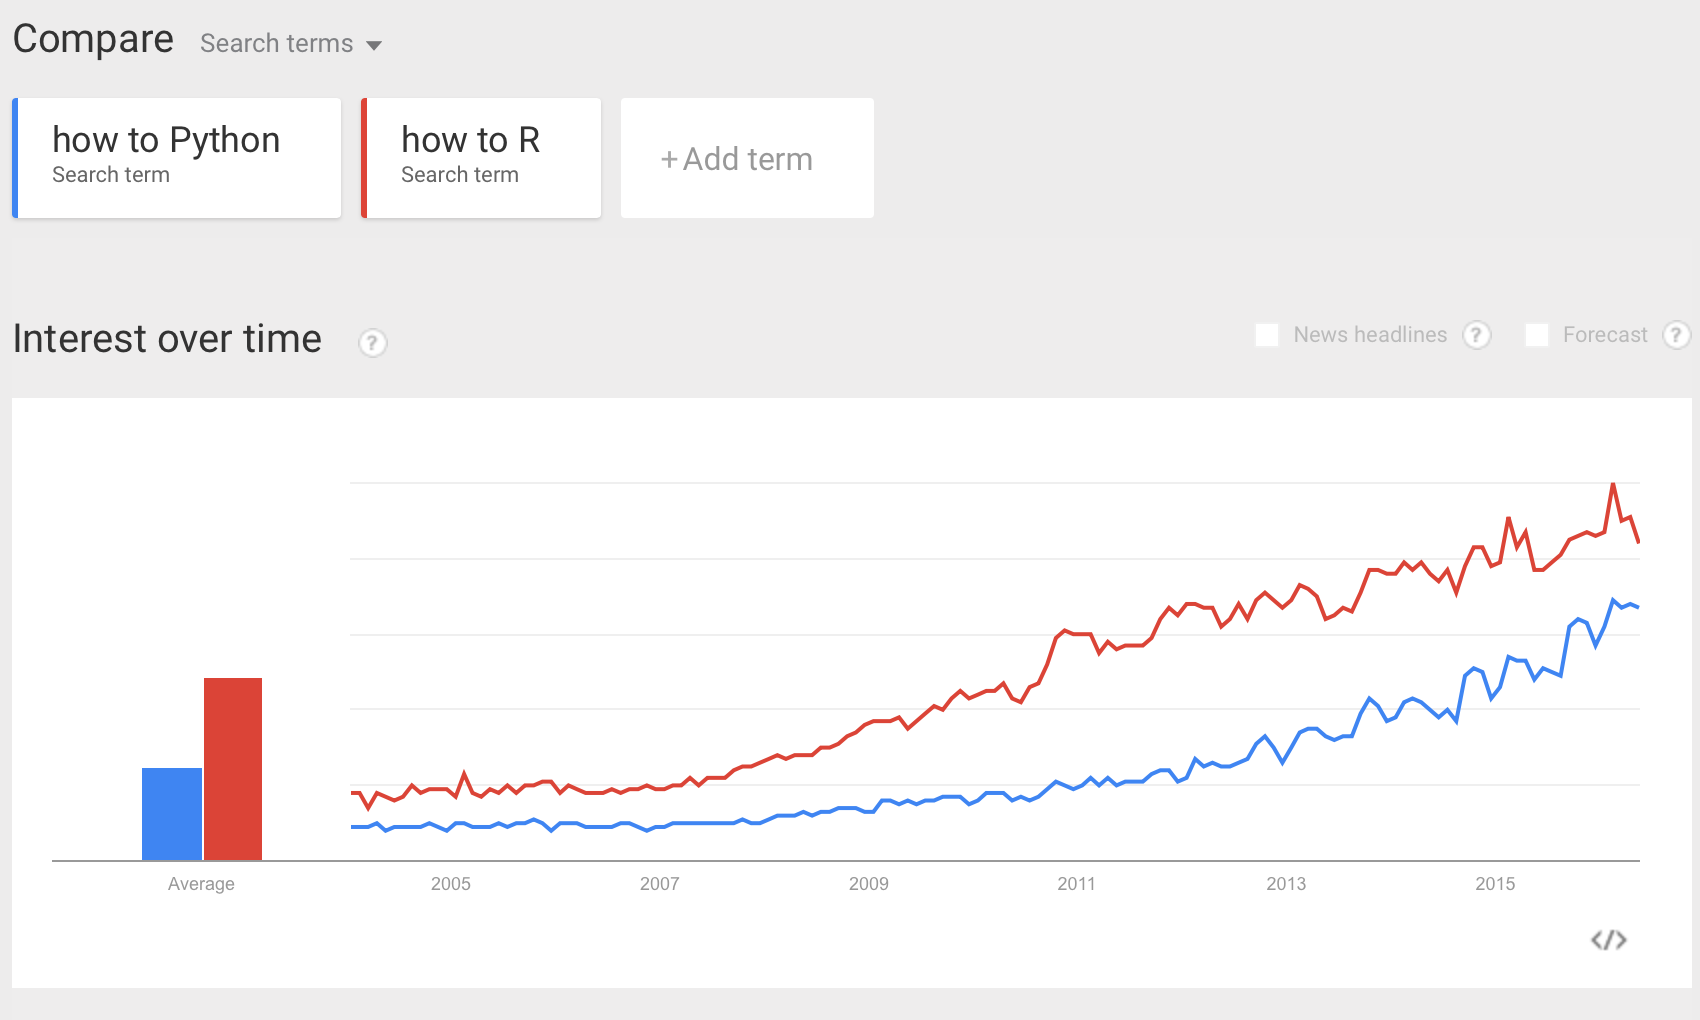 Compare Search terms
how to Python
Search term
how to R
Search term
+Add term
Interest over time ?
News headlines ? Forecast ?
Average 2005 2007 2009 2011 2013 2015
</>